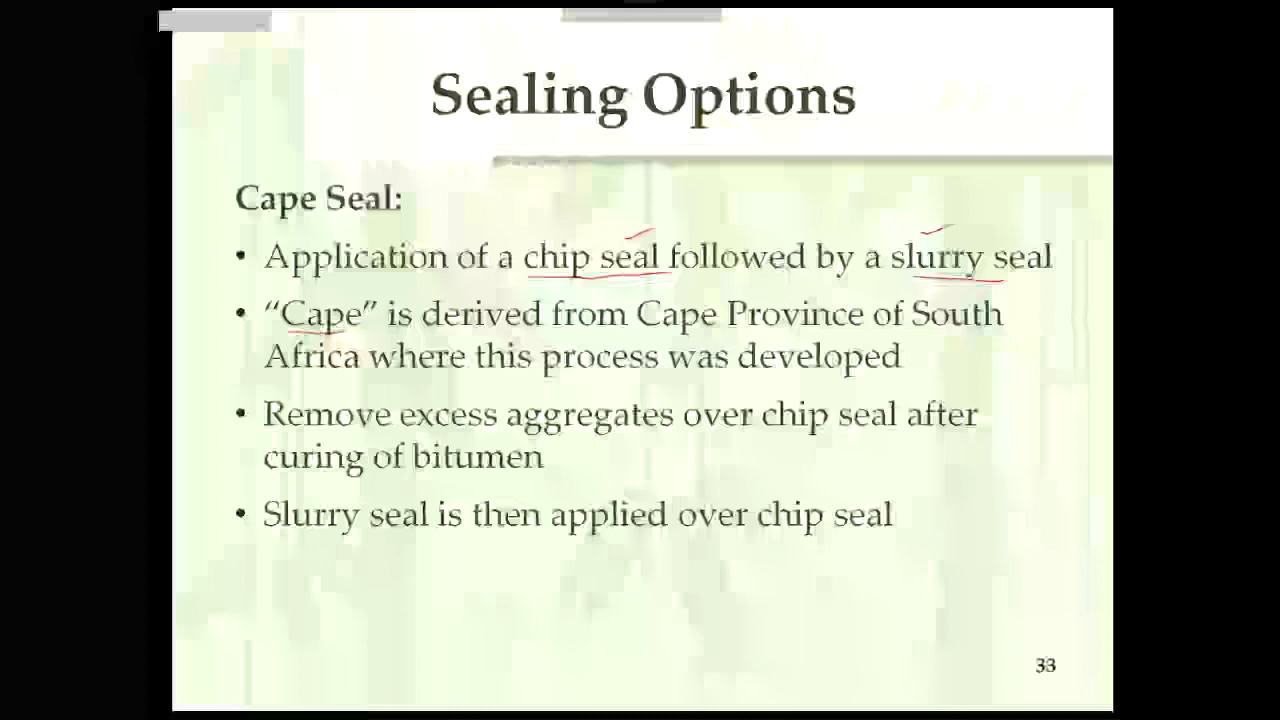 Sealing Options
Cape Seal:
• Application of a chip seal followed by a slurry seal
• “Cape” is derived from Cape Province of South
Africa where this process was developed
• Remove excess aggregates over chip seal after
curing of bitumen
• Slurry seal is then applied over chip seal
33